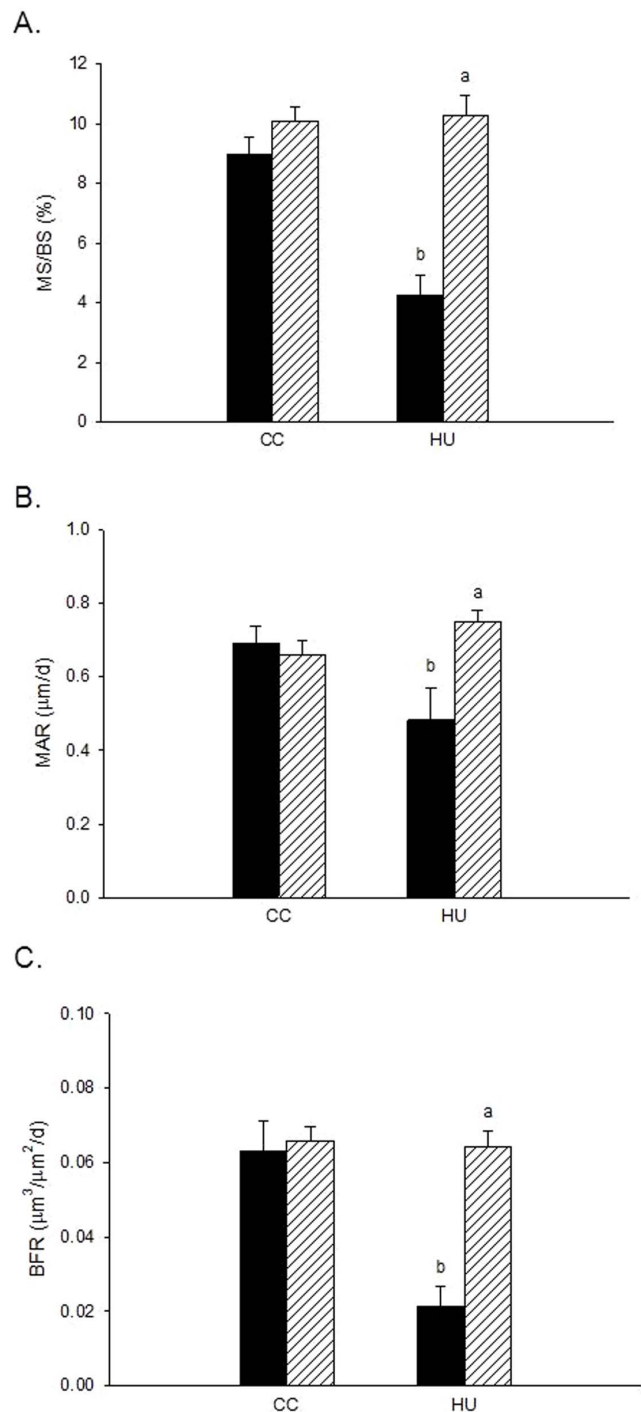 A.
12
10
8
6
4
2
0
MS/BS (%)
a
b
CC HU
B.
1.0
0.8
0.6
0.4
0.2
0.0
MAR (μm/d)
a
b
CC HU
C.
0.10
0.08
0.06
0.04
0.02
0.00
BFR (μm³/μm²/d)
a
b
CC HU